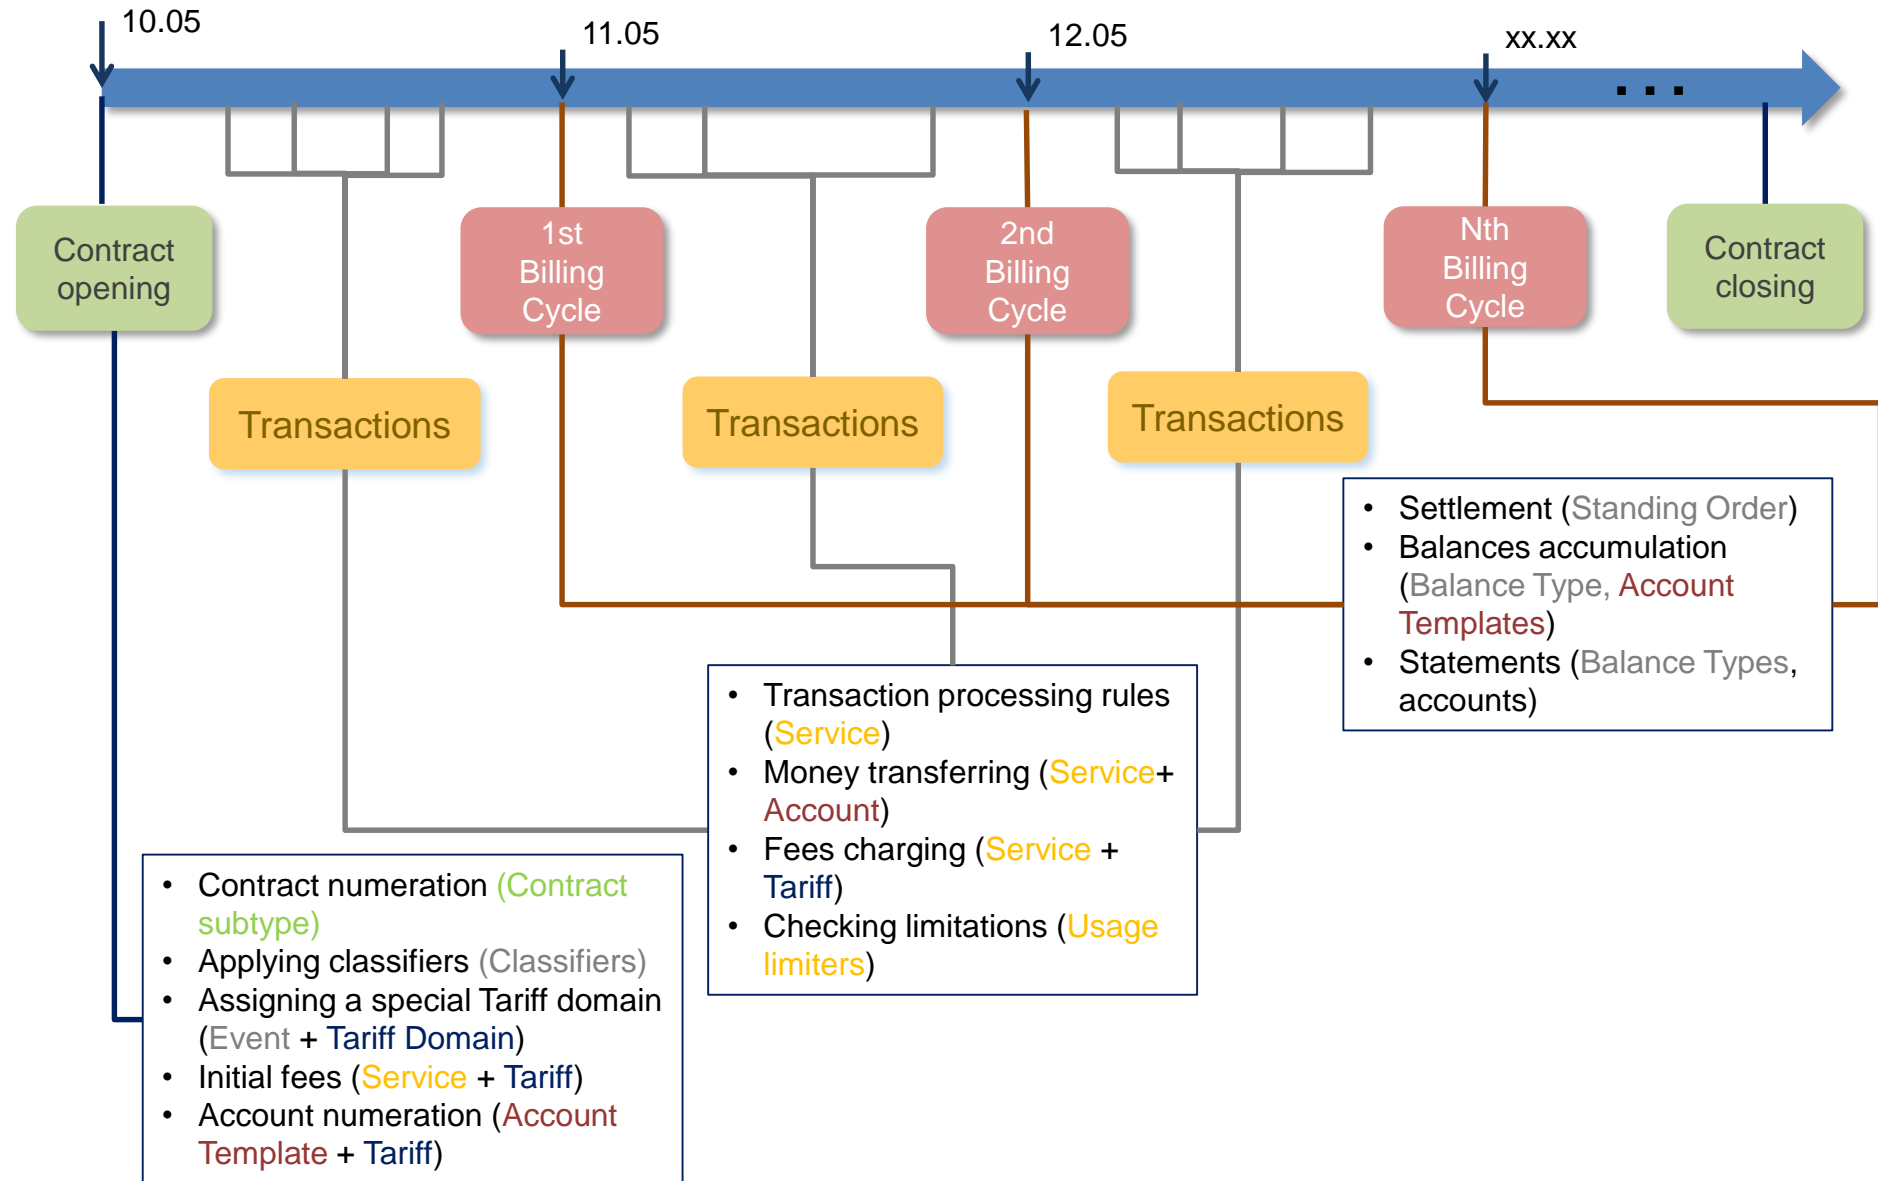 10.05
11.05
12.05
xx.xx
. . .
Contract
opening
1st
Billing
Cycle
2nd
Billing
Cycle
Nth
Billing
Cycle
Contract
closing
Transactions
Transactions
Transactions
• Settlement (Standing Order)
• Balances accumulation
(Balance Type, Account
Templates)
• Statements (Balance Types,
accounts)
• Transaction processing rules
(Service)
• Money transferring (Service+
Account)
• Fees charging (Service +
Tariff)
• Checking limitations (Usage
limiters)
• Contract numeration (Contract
subtype)
• Applying classifiers (Classifiers)
• Assigning a special Tariff domain
(Event + Tariff Domain)
• Initial fees (Service + Tariff)
• Account numeration (Account
Template + Tariff)